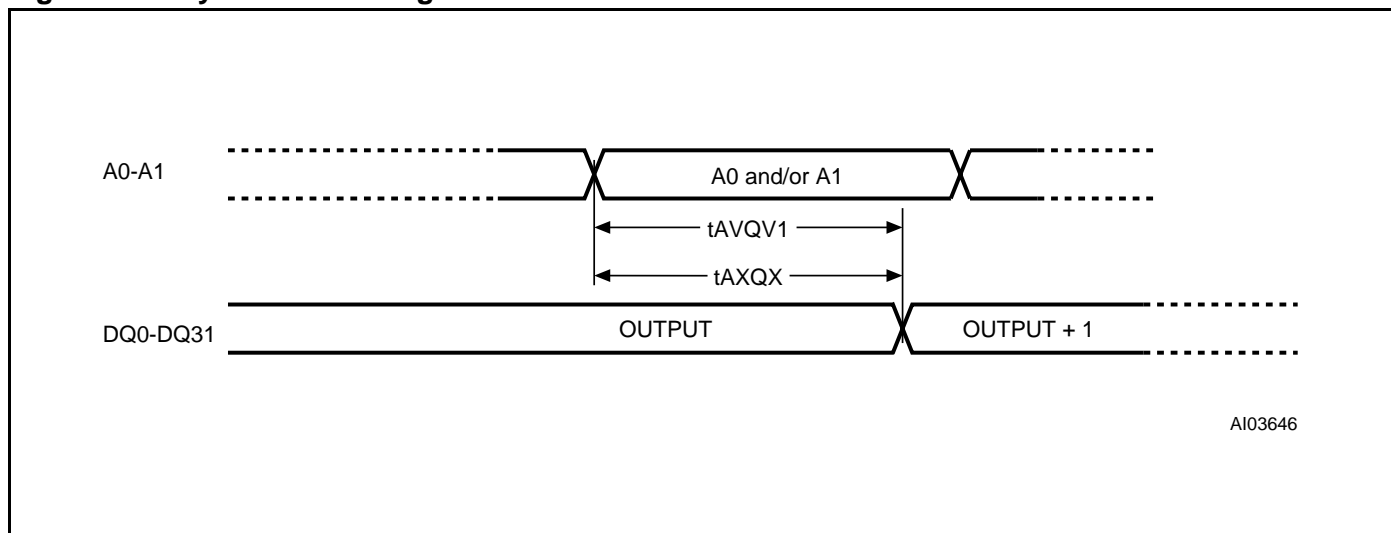 A0-A1
A0 and/or A1
tAVQV1
tAXQX
DQ0-DQ31
OUTPUT
OUTPUT + 1
AI03646